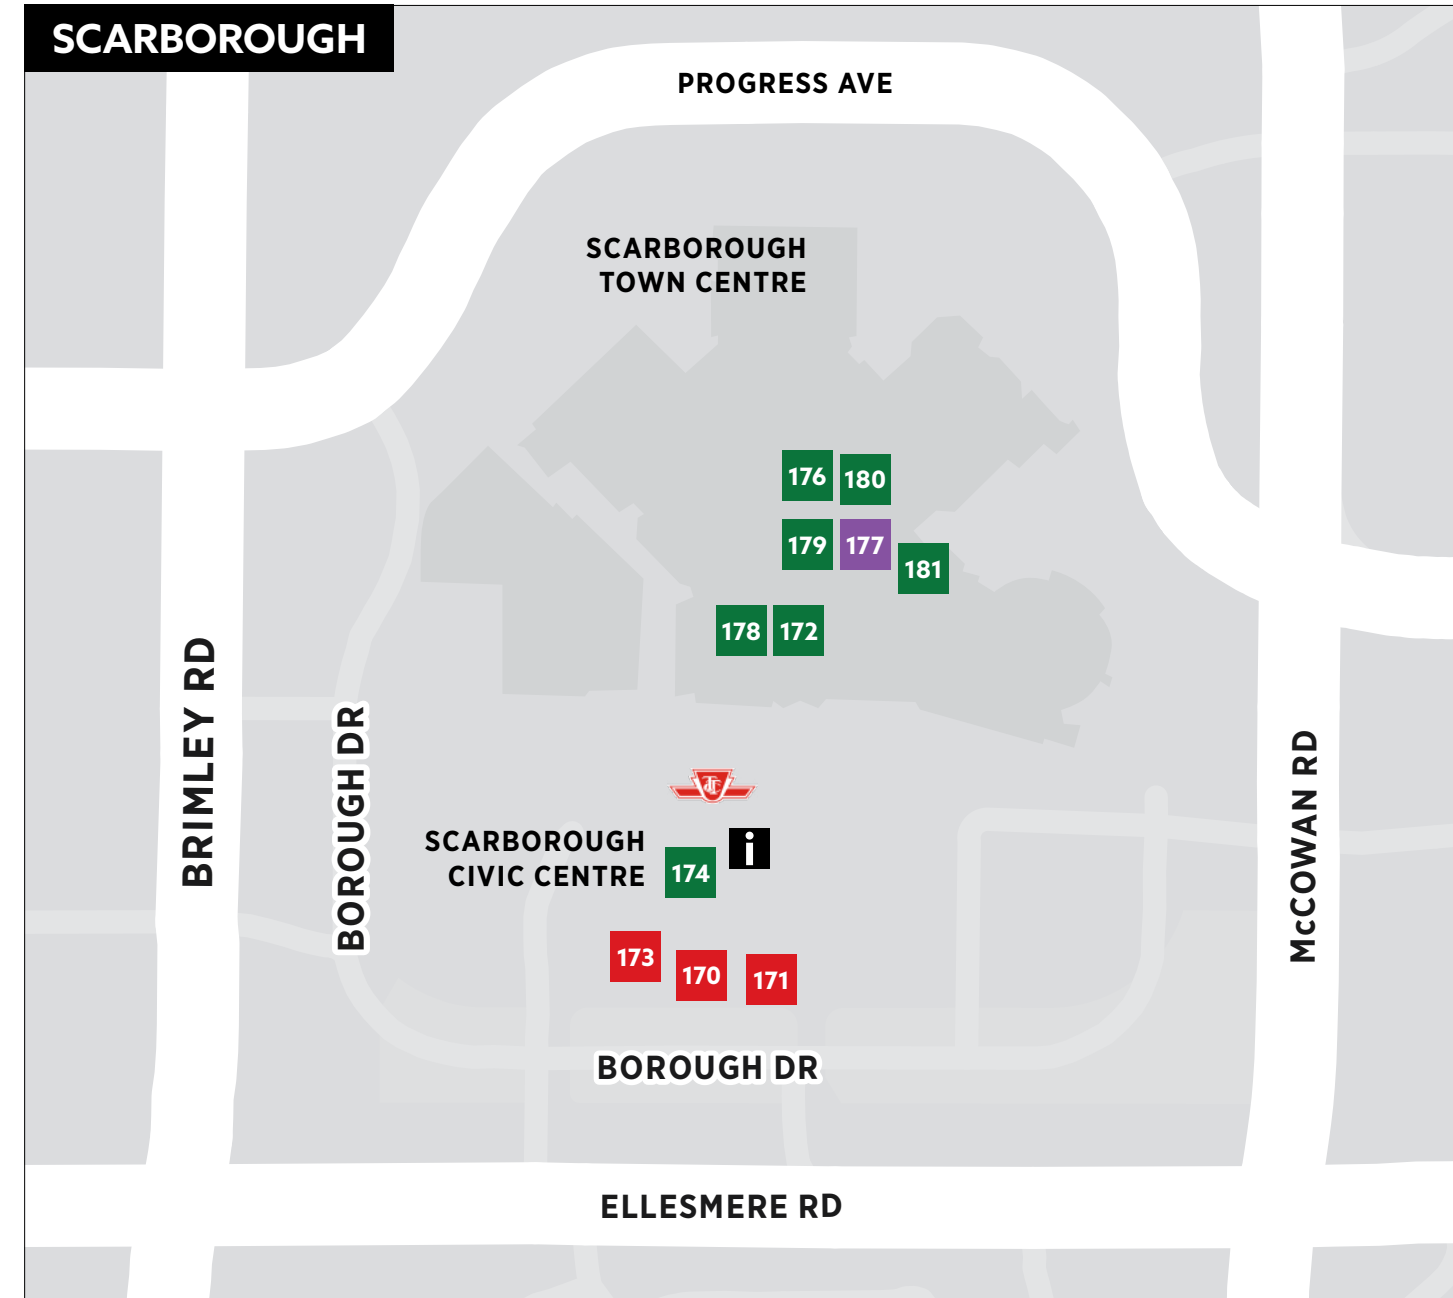 SCARBOROUGH
PROGRESS AVE
SCARBOROUGH
TOWN CENTRE
176
180
179
177
181
178
172
BRIMLEY RD
BOROUGH DR
McCOWAN RD
TTC
SCARBOROUGH
CIVIC CENTRE
i
174
173
170
171
BOROUGH DR
ELLESMERE RD